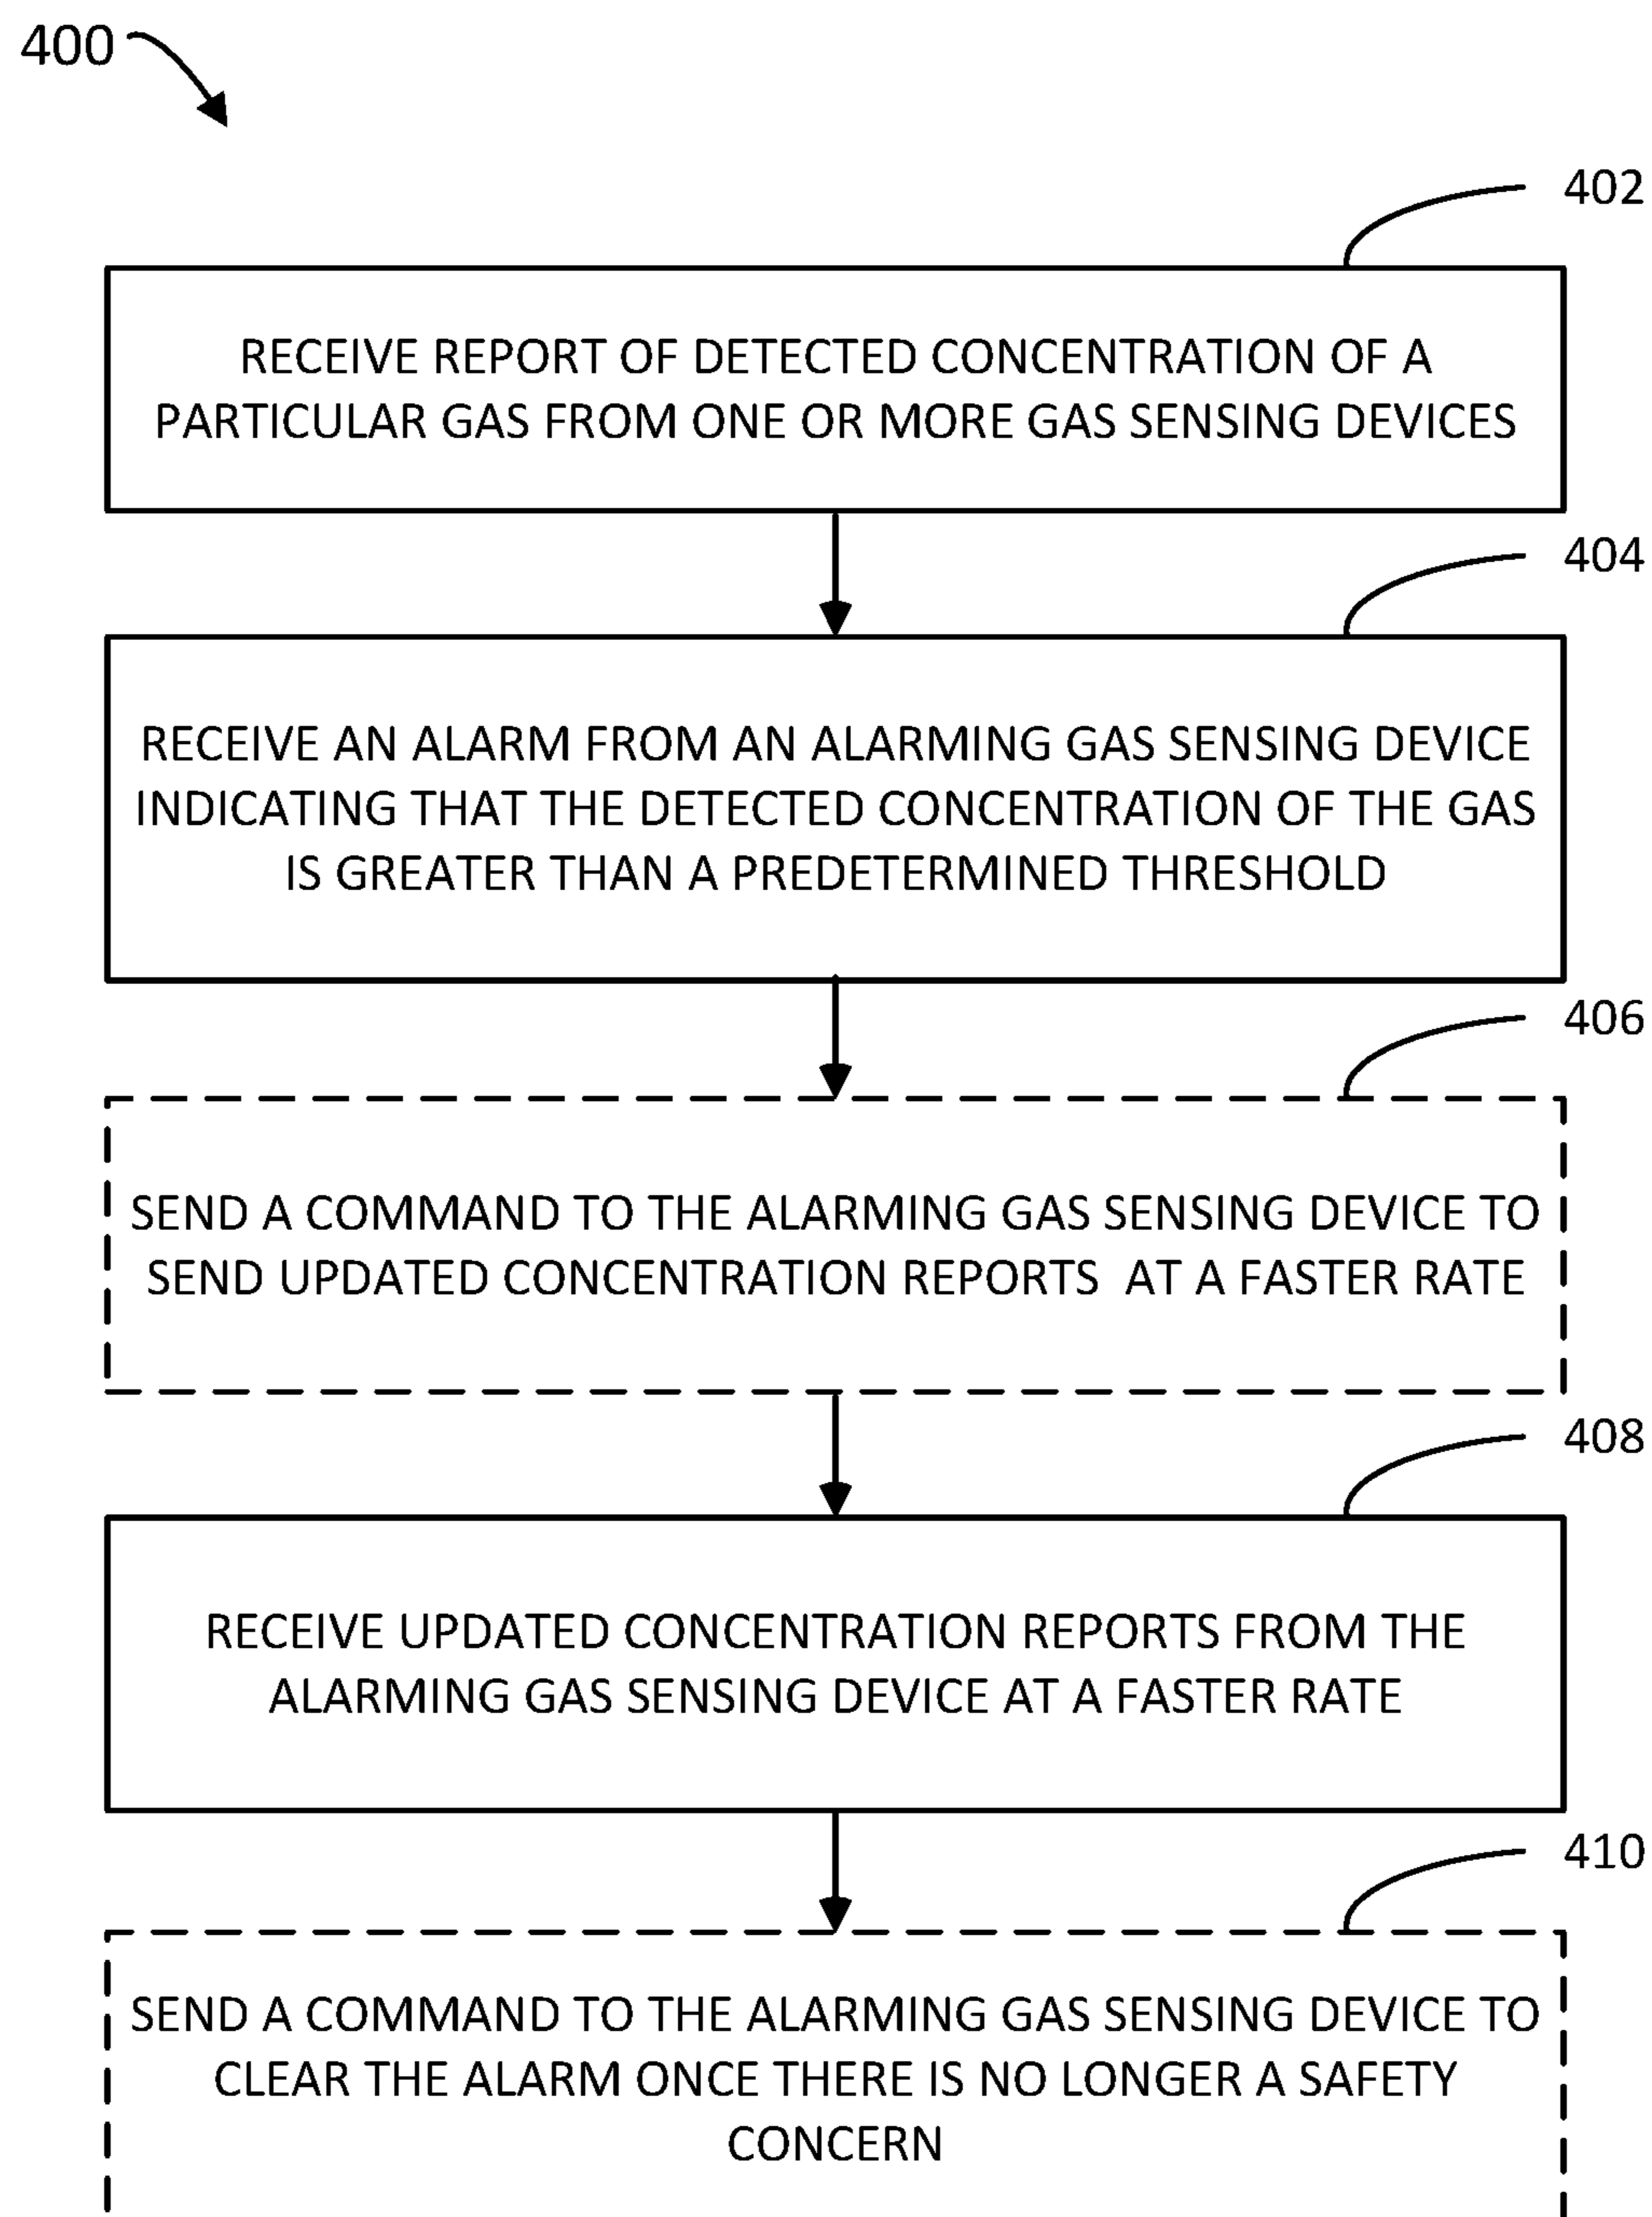 400
402
RECEIVE REPORT OF DETECTED CONCENTRATION OF A
PARTICULAR GAS FROM ONE OR MORE GAS SENSING DEVICES
404
RECEIVE AN ALARM FROM AN ALARMING GAS SENSING DEVICE
INDICATING THAT THE DETECTED CONCENTRATION OF THE GAS
IS GREATER THAN A PREDETERMINED THRESHOLD
406
SEND A COMMAND TO THE ALARMING GAS SENSING DEVICE TO
SEND UPDATED CONCENTRATION REPORTS AT A FASTER RATE
408
RECEIVE UPDATED CONCENTRATION REPORTS FROM THE
ALARMING GAS SENSING DEVICE AT A FASTER RATE
410
SEND A COMMAND TO THE ALARMING GAS SENSING DEVICE TO
CLEAR THE ALARM ONCE THERE IS NO LONGER A SAFETY
CONCERN